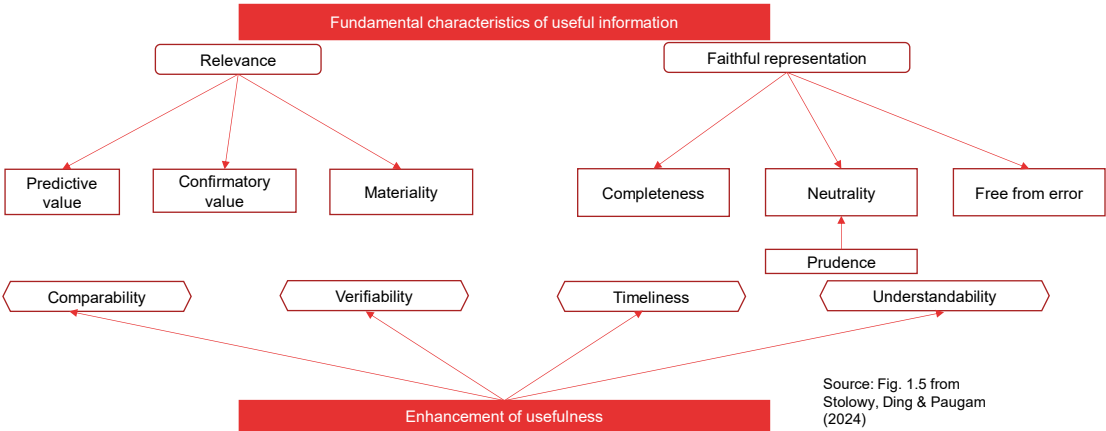 Fundamental characteristics of useful information
Relevance
Faithful representation
Predictive
value
Confirmatory
value
Materiality
Completeness
Neutrality
Free from error
Prudence
Comparability
Verifiability
Timeliness
Understandability
Enhancement of usefulness
Source: Fig. 1.5 from
Stolowy, Ding & Paugam
(2024)